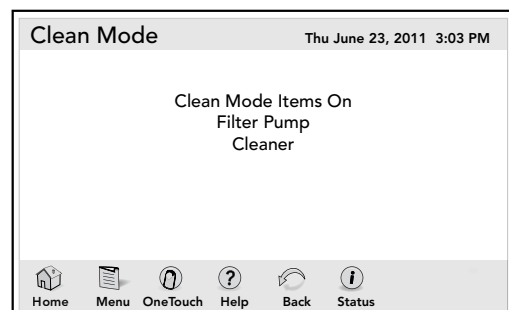 Clean Mode
Thu June 23, 2011 3:03 PM
Clean Mode Items On
Filter Pump
Cleaner
Home Menu OneTouch Help Back Status